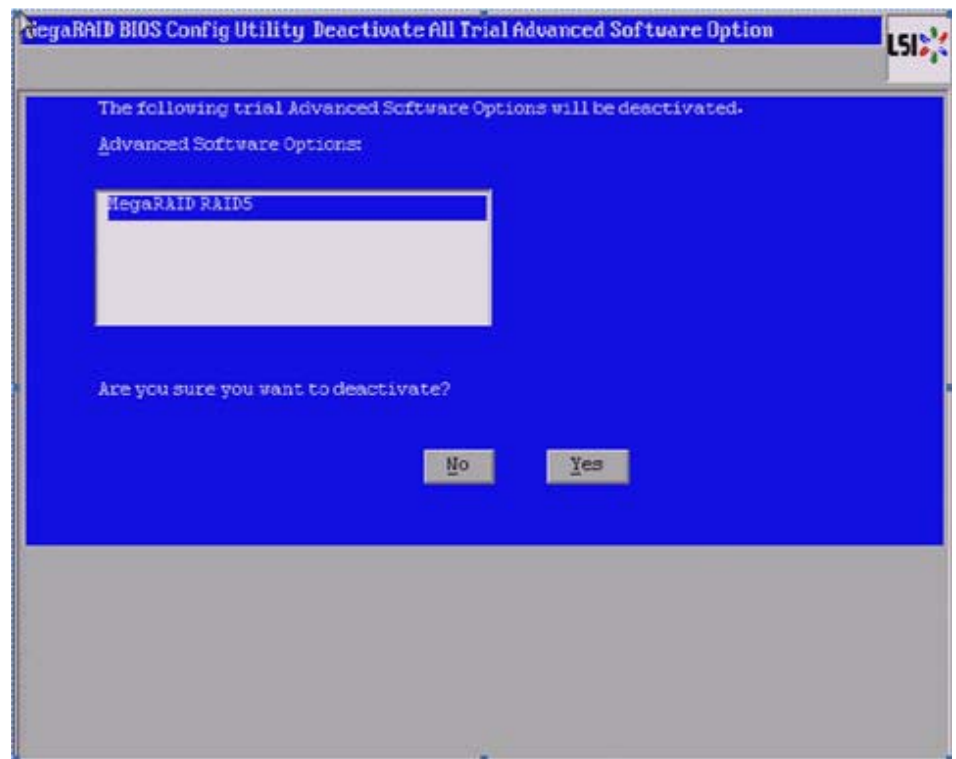 MegaRAID BIOS Config Utility Deactivate All Trial Advanced Software Option
LSI
The following trial Advanced Software Options will be deactivated.
Advanced Software Options:
MegaRAID RAID5
Are you sure you want to deactivate?
No
Yes